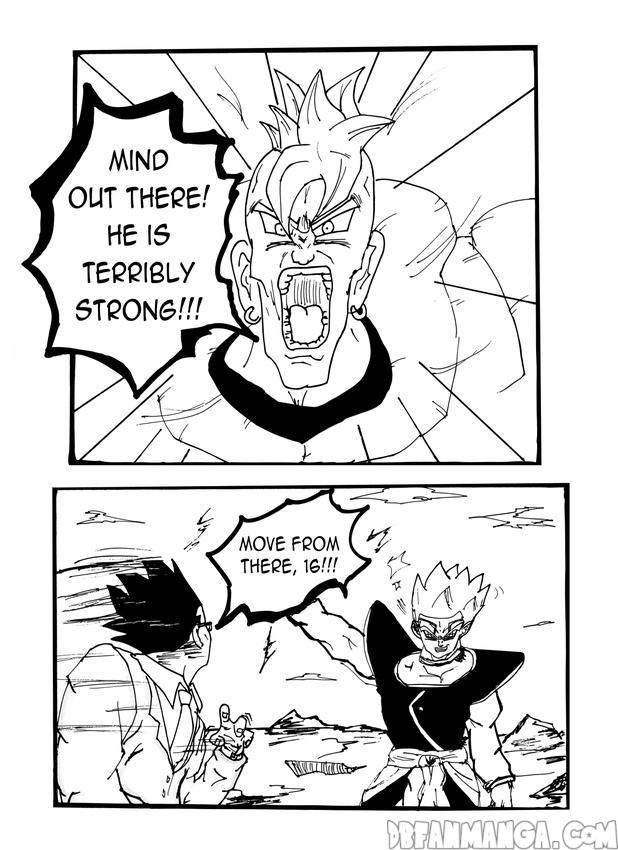 MIND
OUT THERE!
HE IS
TERRIBLY
STRONG!!!
MOVE FROM
THERE, 16!!!
DBFANMANGA.COM